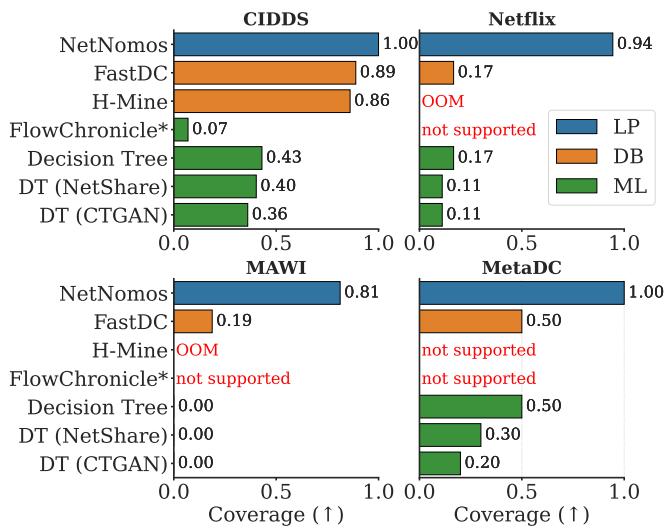 CIDDS
Netflix
NetNomos 1.00 0.94
FastDC 0.89 0.17
H-Mine 0.86 OOM
FlowChronicle* 0.07 not supported
Decision Tree 0.43 0.17
DT (NetShare) 0.40 0.11
DT (CTGAN) 0.36 0.11
LP
DB
ML
0.0 0.5 1.0 0.0 0.5 1.0
MAWI
MetaDC
NetNomos 0.81 1.00
FastDC 0.19 0.50
H-Mine OOM not supported
FlowChronicle* not supported not supported
Decision Tree 0.00 0.50
DT (NetShare) 0.00 0.30
DT (CTGAN) 0.00 0.20
0.0 0.5 1.0 0.0 0.5 1.0
Coverage (↑) Coverage (↑)